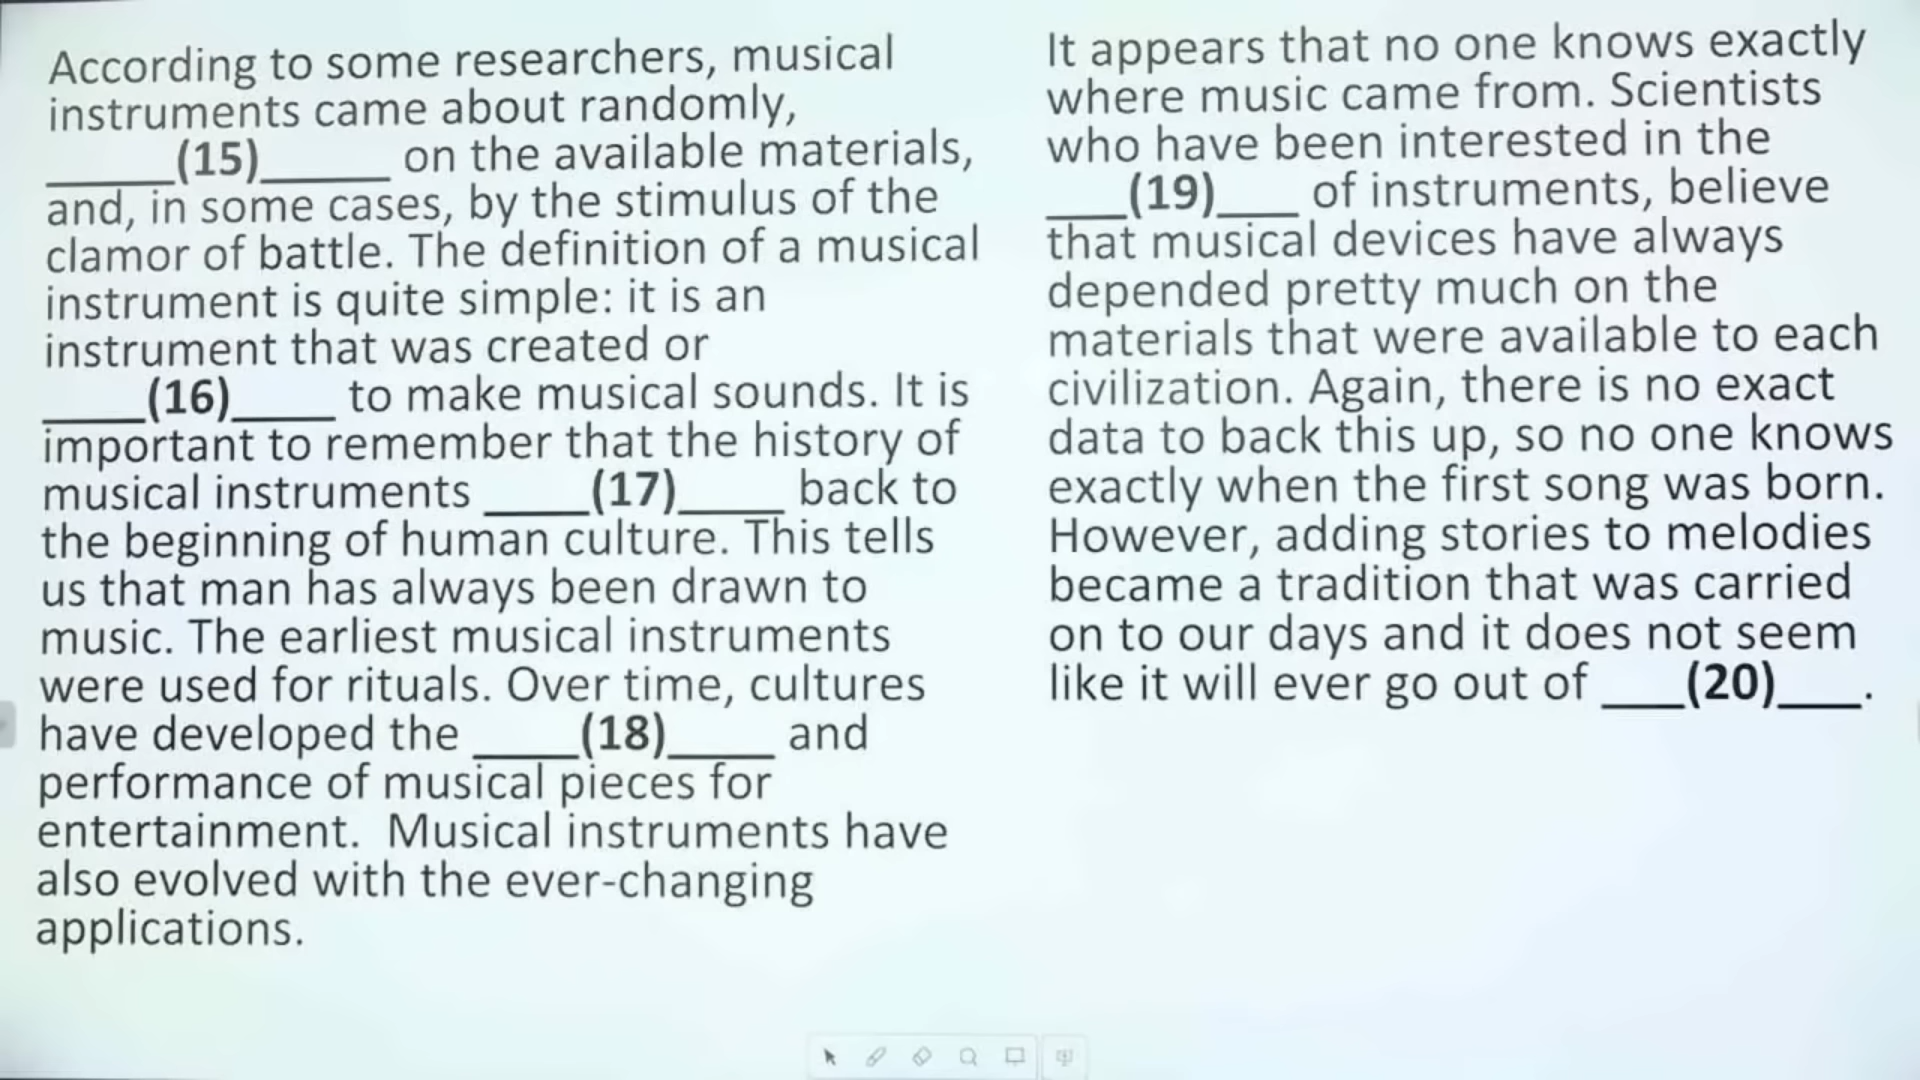 According to some researchers, musical
instruments came about randomly,
_____(15)_____ on the available materials,
and, in some cases, by the stimulus of the
clamor of battle. The definition of a musical
instrument is quite simple: it is an
instrument that was created or
____(16)____ to make musical sounds. It is
important to remember that the history of
musical instruments ____(17)____ back to
the beginning of human culture. This tells
us that man has always been drawn to
music. The earliest musical instruments
were used for rituals. Over time, cultures
have developed the ____(18)____ and
performance of musical pieces for
entertainment.  Musical instruments have
also evolved with the ever-changing
applications.
It appears that no one knows exactly
where music came from. Scientists
who have been interested in the
___(19)___ of instruments, believe
that musical devices have always
depended pretty much on the
materials that were available to each
civilization. Again, there is no exact
data to back this up, so no one knows
exactly when the first song was born.
However, adding stories to melodies
became a tradition that was carried
on to our days and it does not seem
like it will ever go out of ___(20)___.